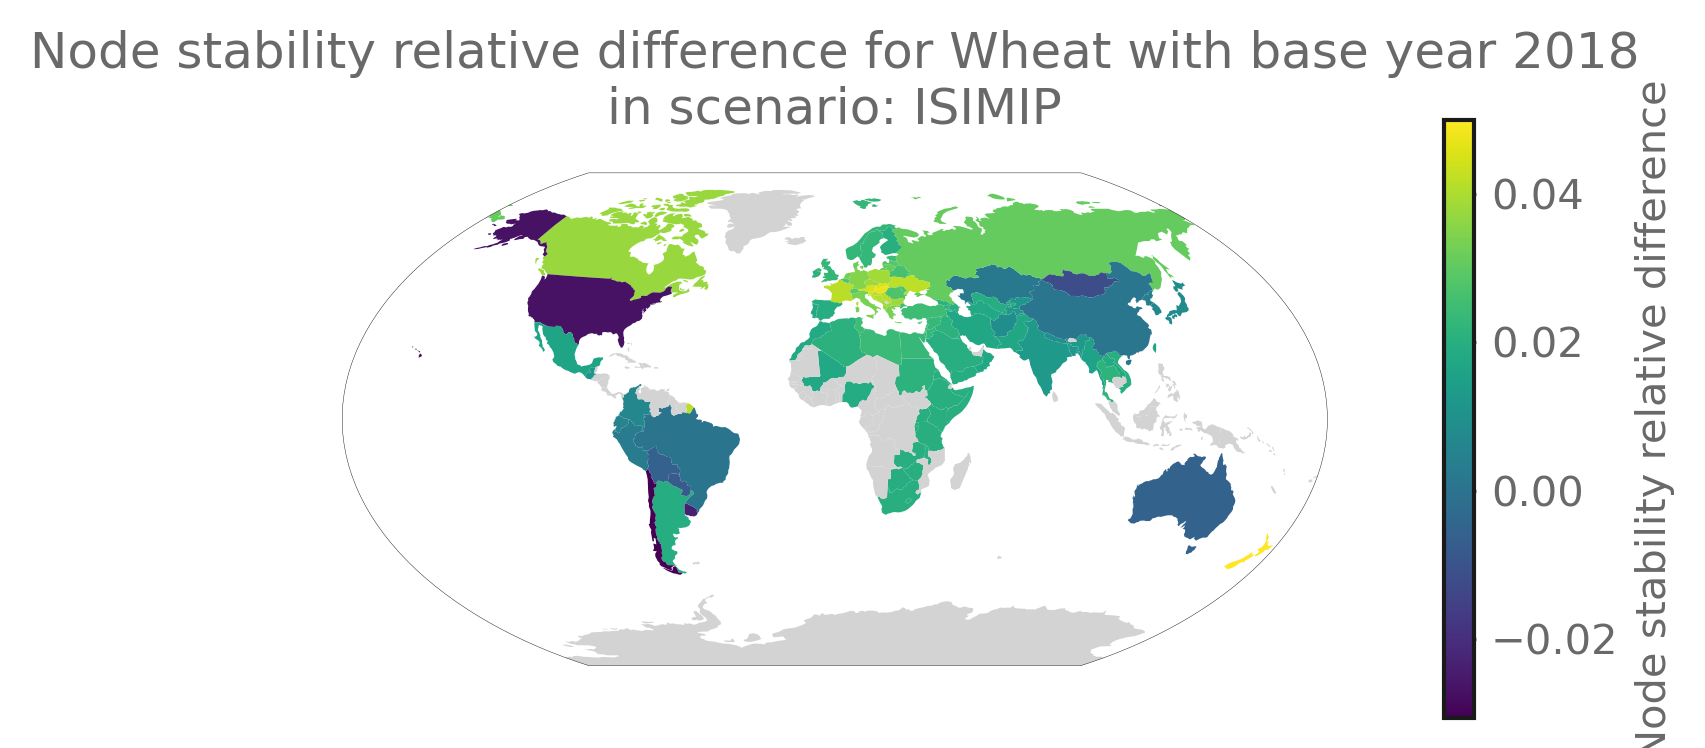 Node stability relative difference for Wheat with base year 2018
in scenario: ISIMIP
0.04
0.02
0.00
−0.02
Node stability relative difference